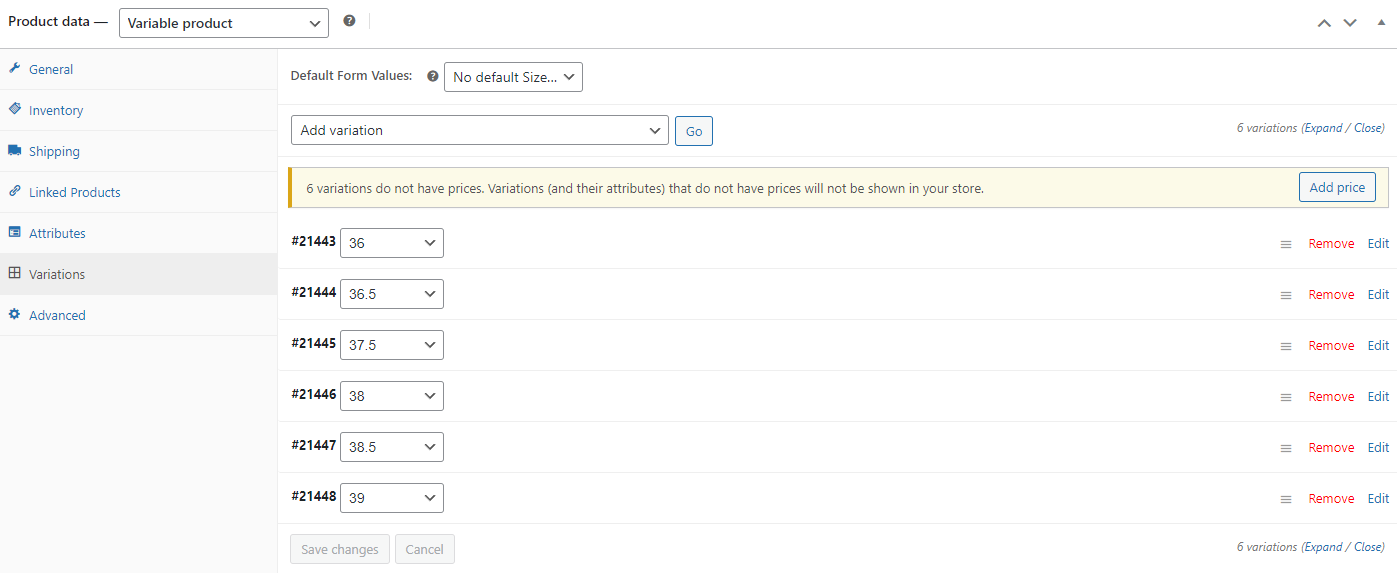 Product data — Variable product
General
Inventory
Shipping
Linked Products
Attributes
Variations
Advanced
Default Form Values: No default Size...
Add variation Go 6 variations (Expand / Close)
6 variations do not have prices. Variations (and their attributes) that do not have prices will not be shown in your store. Add price
#21443 36 Remove Edit
#21444 36.5 Remove Edit
#21445 37.5 Remove Edit
#21446 38 Remove Edit
#21447 38.5 Remove Edit
#21448 39 Remove Edit
Save changes Cancel 6 variations (Expand / Close)